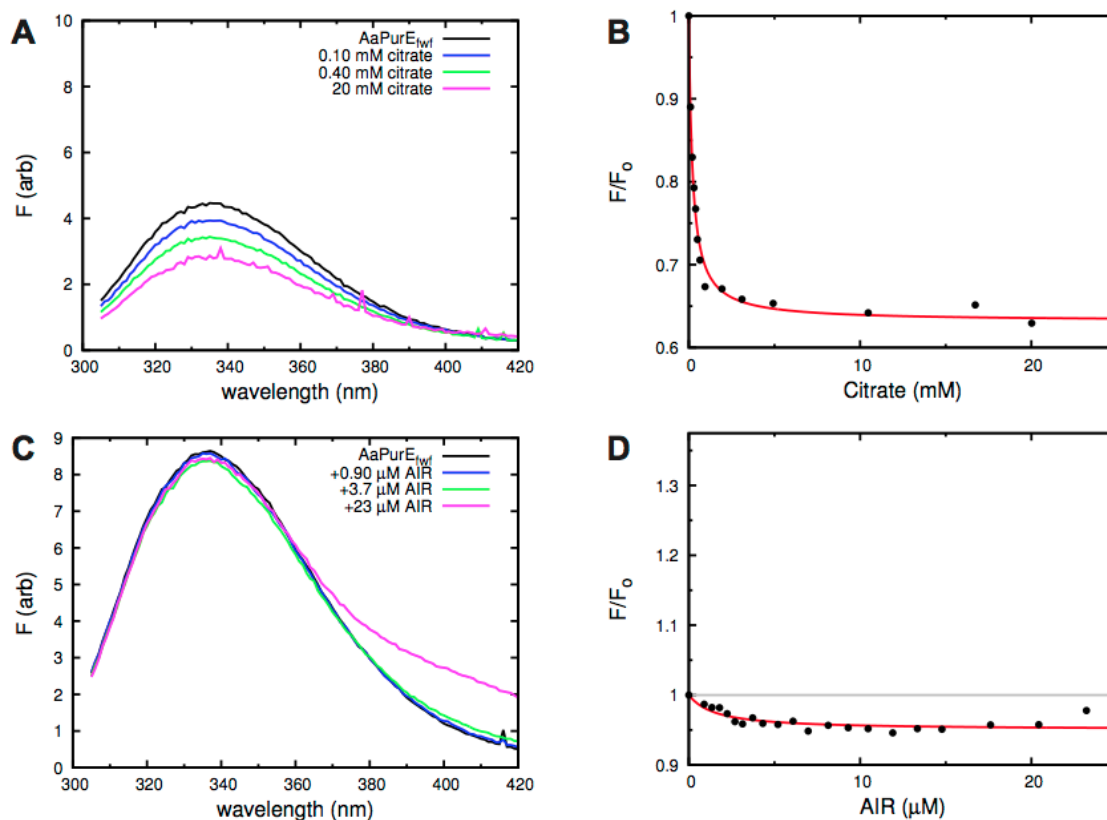 A
AaPurEfwf
0.10 mM citrate
0.40 mM citrate
20 mM citrate
10
8
6
4
2
0
F (arb)
300 320 340 360 380 400 420
wavelength (nm)
B
1
0.9
0.8
0.7
0.6
F/Fo
0 10 20
Citrate (mM)
C
AaPurEfwf
+0.90 μM AIR
+3.7 μM AIR
+23 μM AIR
9
8
7
6
5
4
3
2
1
0
F (arb)
300 320 340 360 380 400 420
wavelength (nm)
D
1.3
1.2
1.1
1
0.9
F/Fo
0 10 20
AIR (μM)